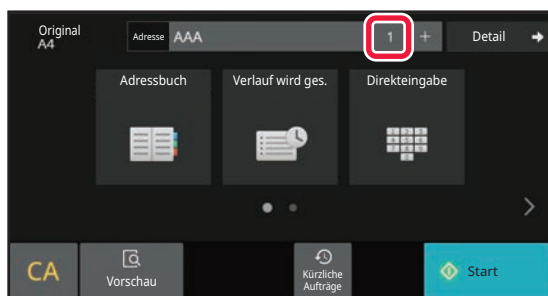 Original
A4
Adresse AAA 1 + Detail
Adressbuch Verlauf wird ges. Direkteingabe
CA Vorschau Kürzliche Aufträge Start